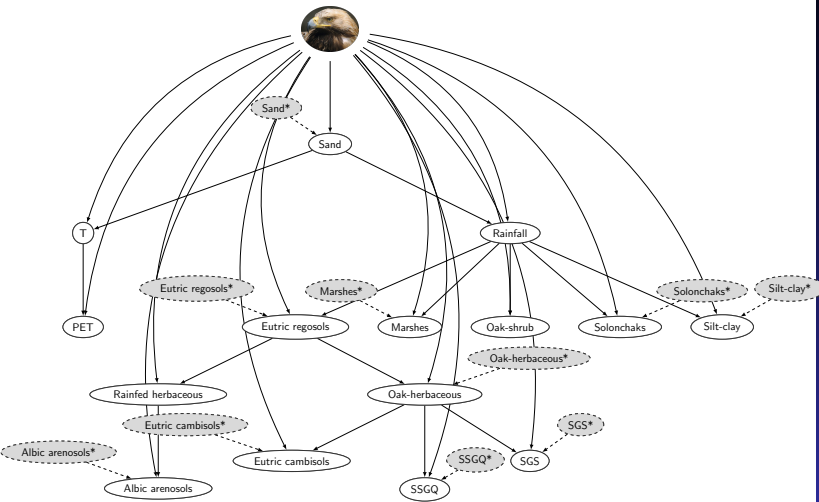 Sand*
Sand
T
Rainfall
Eutric regosols*
Marshes*
Solonchaks*
Silt-clay*
PET
Eutric regosols
Marshes
Oak-shrub
Solonchaks
Silt-clay
Oak-herbaceous*
Rainfed herbaceous
Oak-herbaceous
Eutric cambisols*
SGS*
Albic arenosols*
Eutric cambisols
SSGQ*
SGS
Albic arenosols
SSGQ